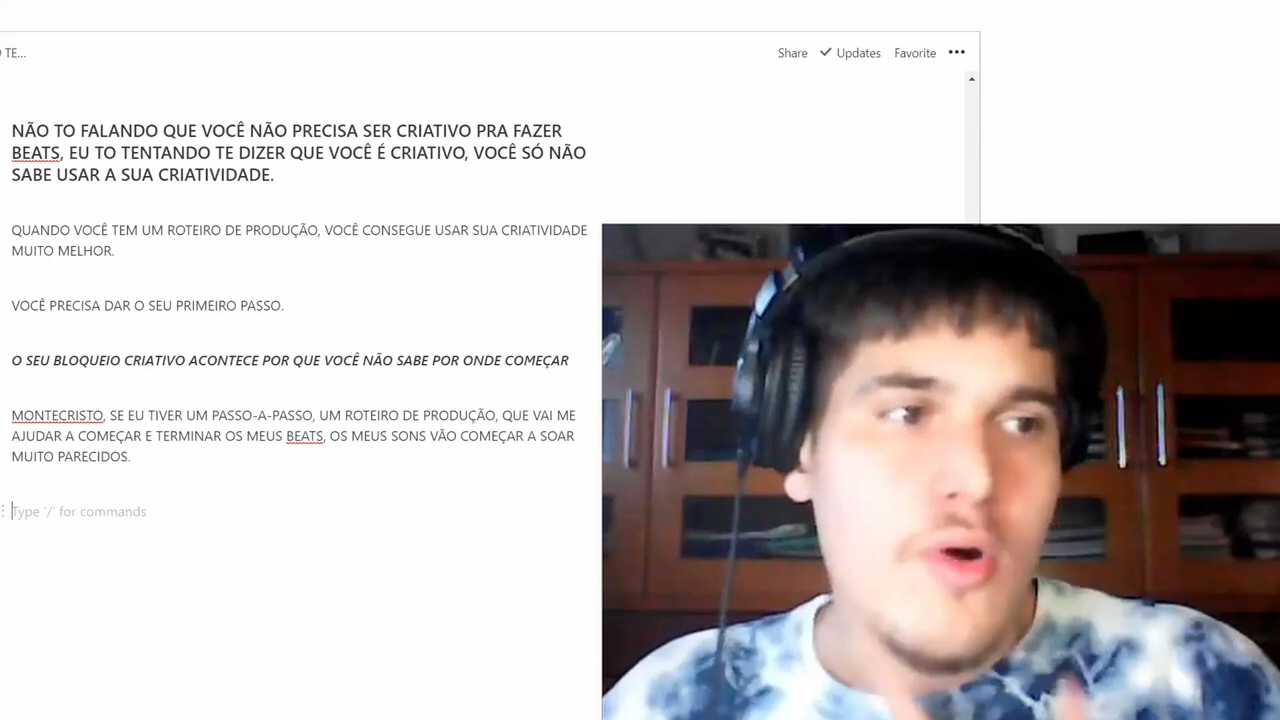 TE...
Share
Updates
Favorite
NÃO TO FALANDO QUE VOCÊ NÃO PRECISA SER CRIATIVO PRA FAZER
BEATS, EU TO TENTANDO TE DIZER QUE VOCÊ É CRIATIVO, VOCÊ SÓ NÃO
SABE USAR A SUA CRIATIVIDADE.
QUANDO VOCÊ TEM UM ROTEIRO DE PRODUÇÃO, VOCÊ CONSEGUE USAR SUA CRIATIVIDADE
MUITO MELHOR.
VOCÊ PRECISA DAR O SEU PRIMEIRO PASSO.
O SEU BLOQUEIO CRIATIVO ACONTECE POR QUE VOCÊ NÃO SABE POR ONDE COMEÇAR
MONTECRISTO, SE EU TIVER UM PASSO-A-PASSO, UM ROTEIRO DE PRODUÇÃO, QUE VAI ME
AJUDAR A COMEÇAR E TERMINAR OS MEUS BEATS, OS MEUS SONS VÃO COMEÇAR A SOAR
MUITO PARECIDOS.
Type '/' for commands